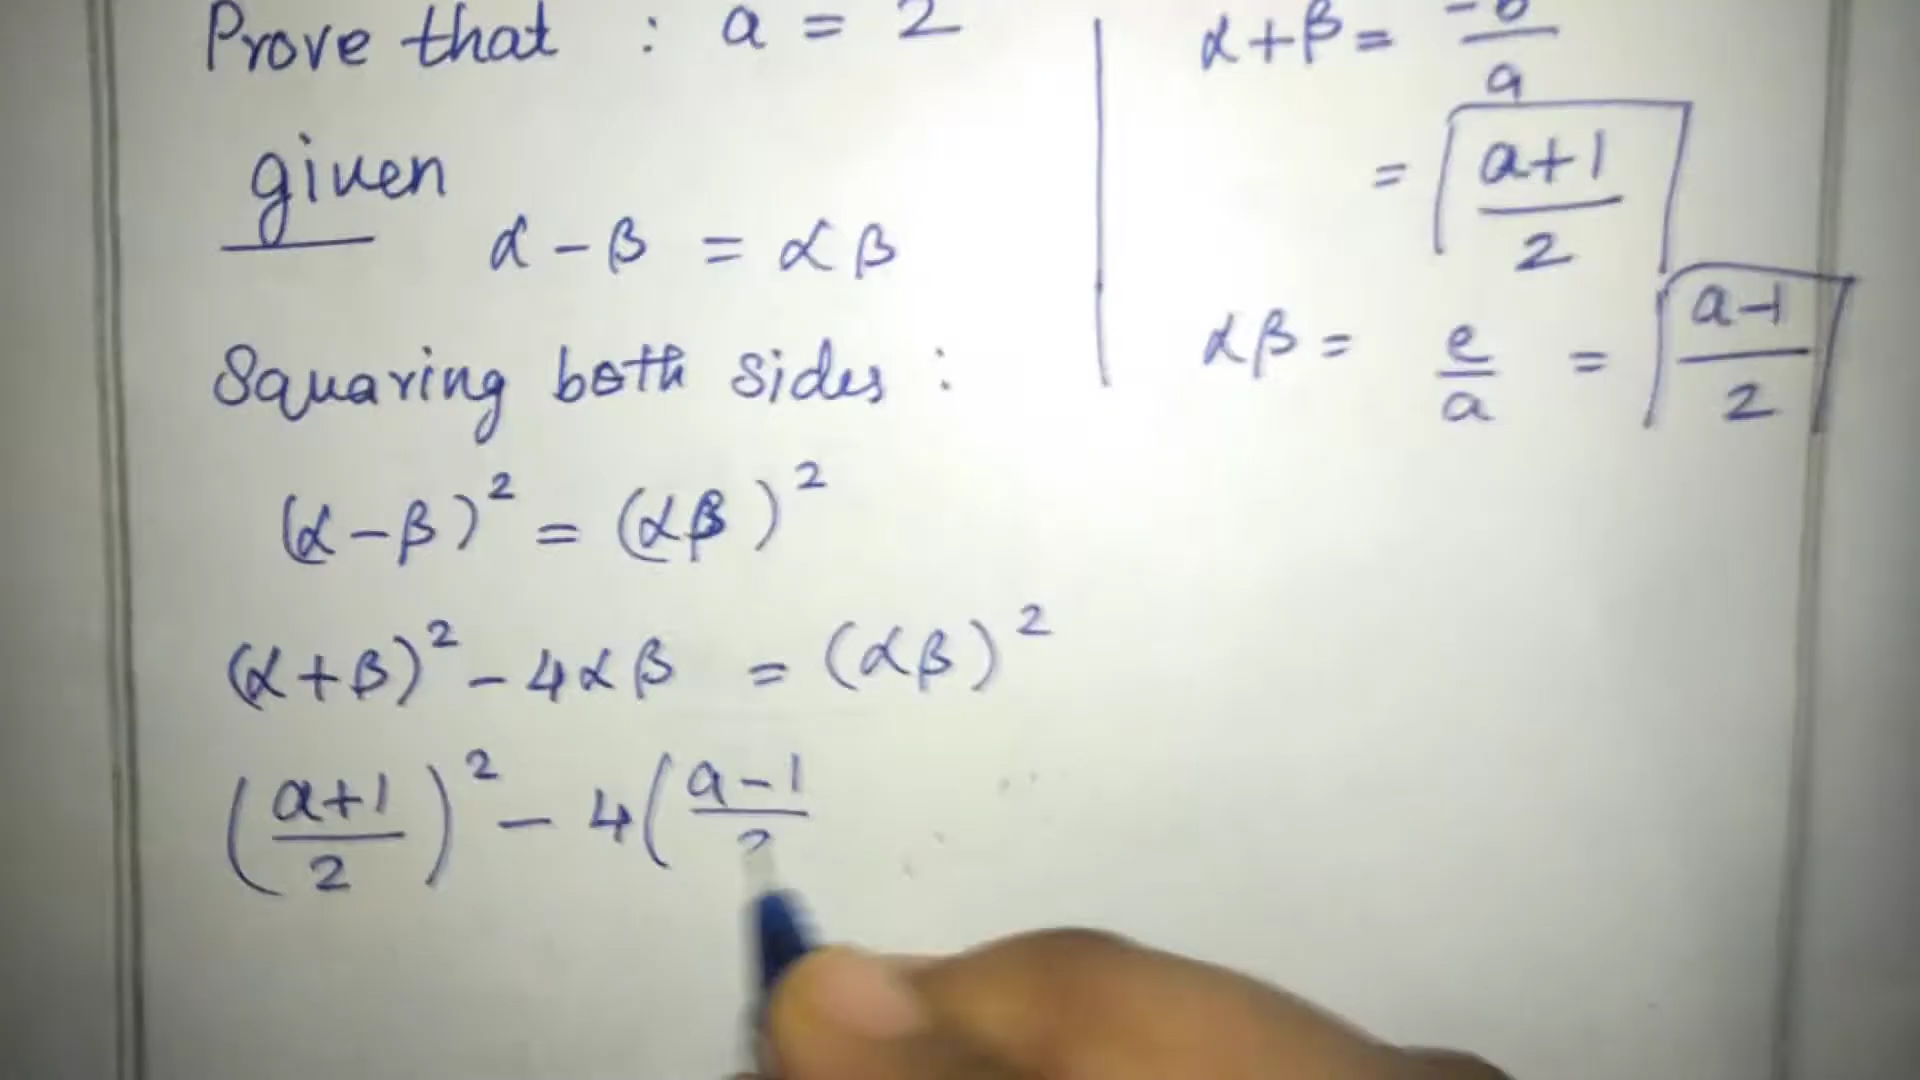 Prove that : a = 2
given
α - β = αβ
Squaring both sides :
(α - β)² = (αβ)²
(α + β)² - 4αβ = (αβ)²
((a+1)/2)² - 4((a-1)/2
α + β = -b/a
= (a+1)/2
αβ = c/a = (a-1)/2